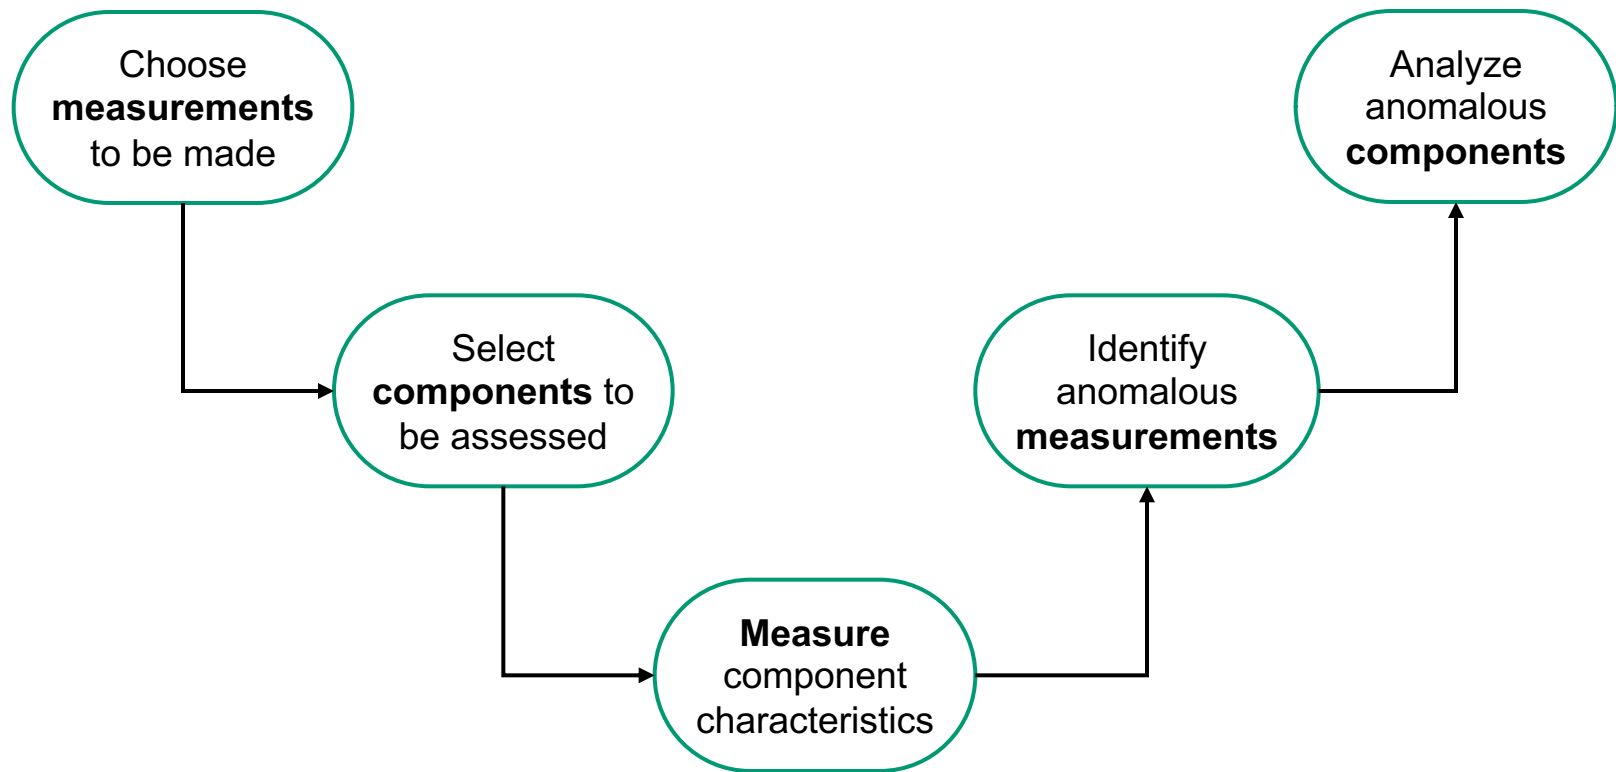 Choose
measurements
to be made
Select
components to
be assessed
Measure
component
characteristics
Identify
anomalous
measurements
Analyze
anomalous
components